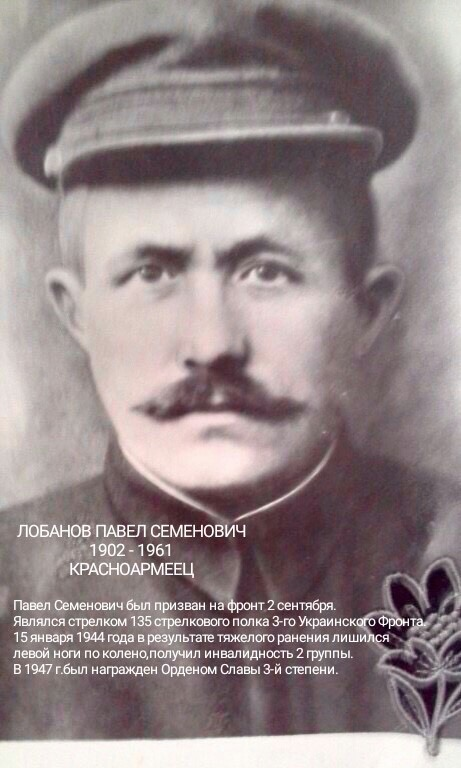 ЛОБАНОВ ПАВЕЛ СЕМЕНОВИЧ
1902 - 1961
КРАСНОАРМЕЕЦ
Павел Семенович был призван на фронт 2 сентября.
Являлся стрелком 135 стрелкового полка 3-го Украинского Фронта.
15 января 1944 года в результате тяжелого ранения лишился
левой ноги по колено,получил инвалидность 2 группы.
В 1947 г.был награжден Орденом Славы 3-й степени.